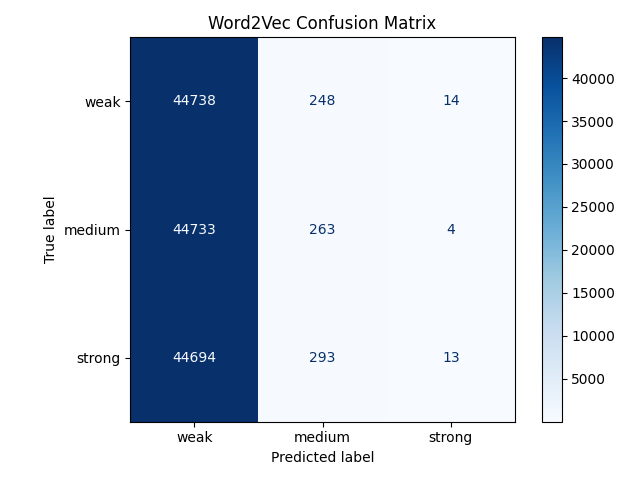 Word2Vec Confusion Matrix
weak 44738 248 14
medium 44733 263 4
strong 44694 293 13
weak medium strong
Predicted label
True label
40000
35000
30000
25000
20000
15000
10000
5000